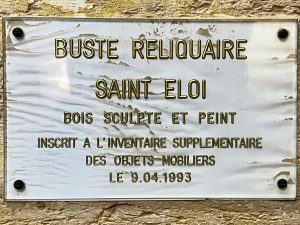 BUSTE RELIQUAIRE
SAINT ELOI
BOIS SCULPTE ET PEINT
INSCRIT A L'INVENTAIRE SUPPLEMENTAIRE
DES OBJETS MOBILIERS
LE 9.04.1993